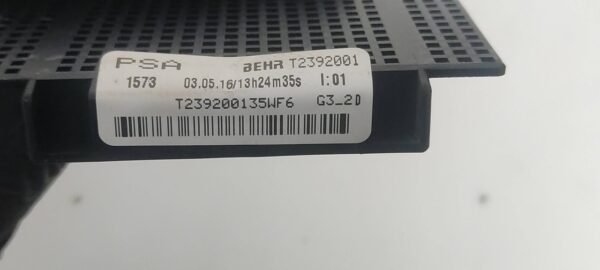 PSA BEHR T2392001
1573 03.05.16/13h24m35s I:01
T239200135WF6 G3_2D